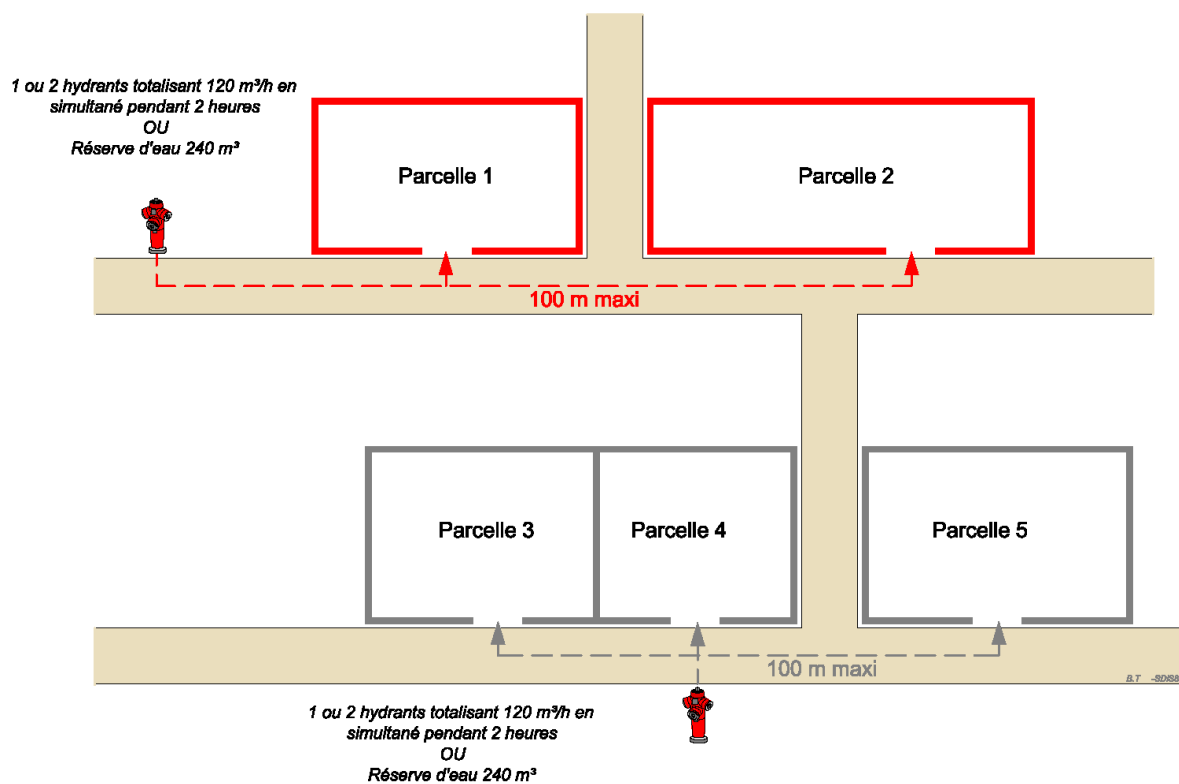 1 ou 2 hydrants totalisant 120 m³/h en
simultané pendant 2 heures
OU
Réserve d'eau 240 m³
Parcelle 1
Parcelle 2
100 m maxi
Parcelle 3
Parcelle 4
Parcelle 5
100 m maxi
B.T
1 ou 2 hydrants totalisant 120 m³/h en
simultané pendant 2 heures
OU
Réserve d'eau 240 m³